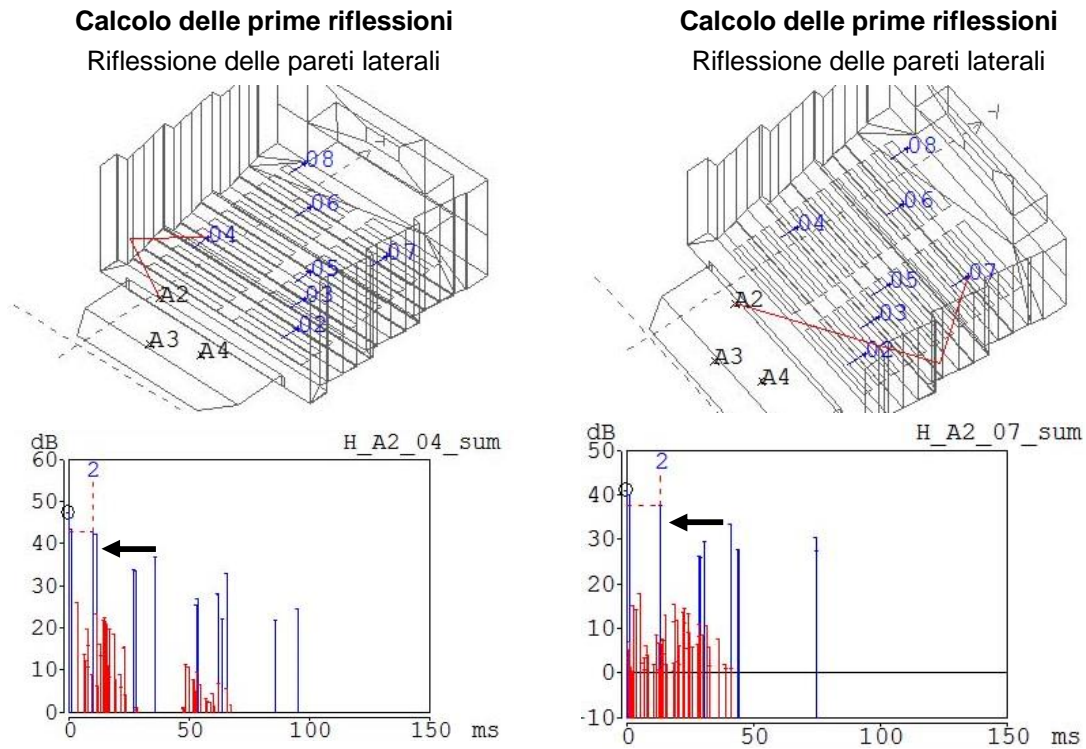 Calcolo delle prime riflessioni
Riflessione delle pareti laterali
08
06
04
07
05
03
02
A2
A3
A4
dB
H_A2_04_sum
60
2
50
40
30
20
10
0
0 50 100 150 ms
Calcolo delle prime riflessioni
Riflessione delle pareti laterali
08
06
04
07
05
03
02
A2
A3
A4
dB
H_A2_07_sum
50
2
40
30
20
10
0
-10
0 50 100 150 ms